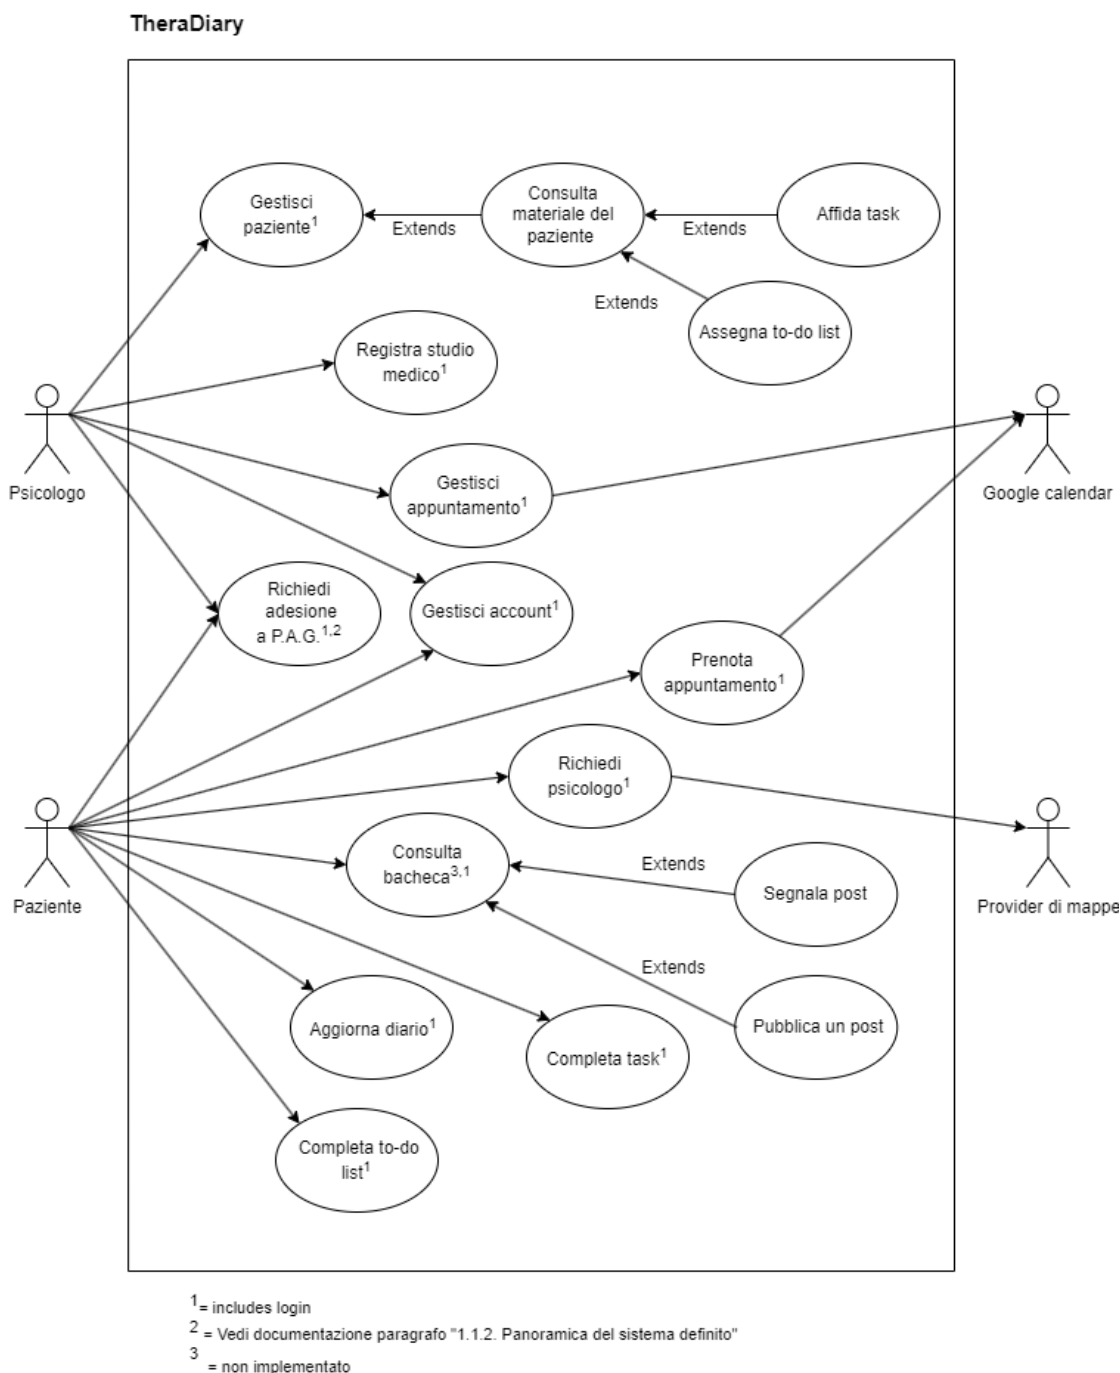 TheraDiary
Gestisci
paziente1
Extends
Consulta
materiale del
paziente
Extends
Affida task
Extends
Assegna to-do list
Registra studio
medico1
Psicologo
Gestisci
appuntamento1
Google calendar
Richiedi
adesione
a P.A.G.1,2
Gestisci account1
Prenota
appuntamento1
Richiedi
psicologo1
Paziente
Consulta
bacheca3,1
Extends
Segnala post
Provider di mappe
Extends
Pubblica un post
Aggiorna diario1
Completa task1
Completa to-do
list1
1= includes login
2 = Vedi documentazione paragrafo "1.1.2. Panoramica del sistema definito"
3 = non implementato